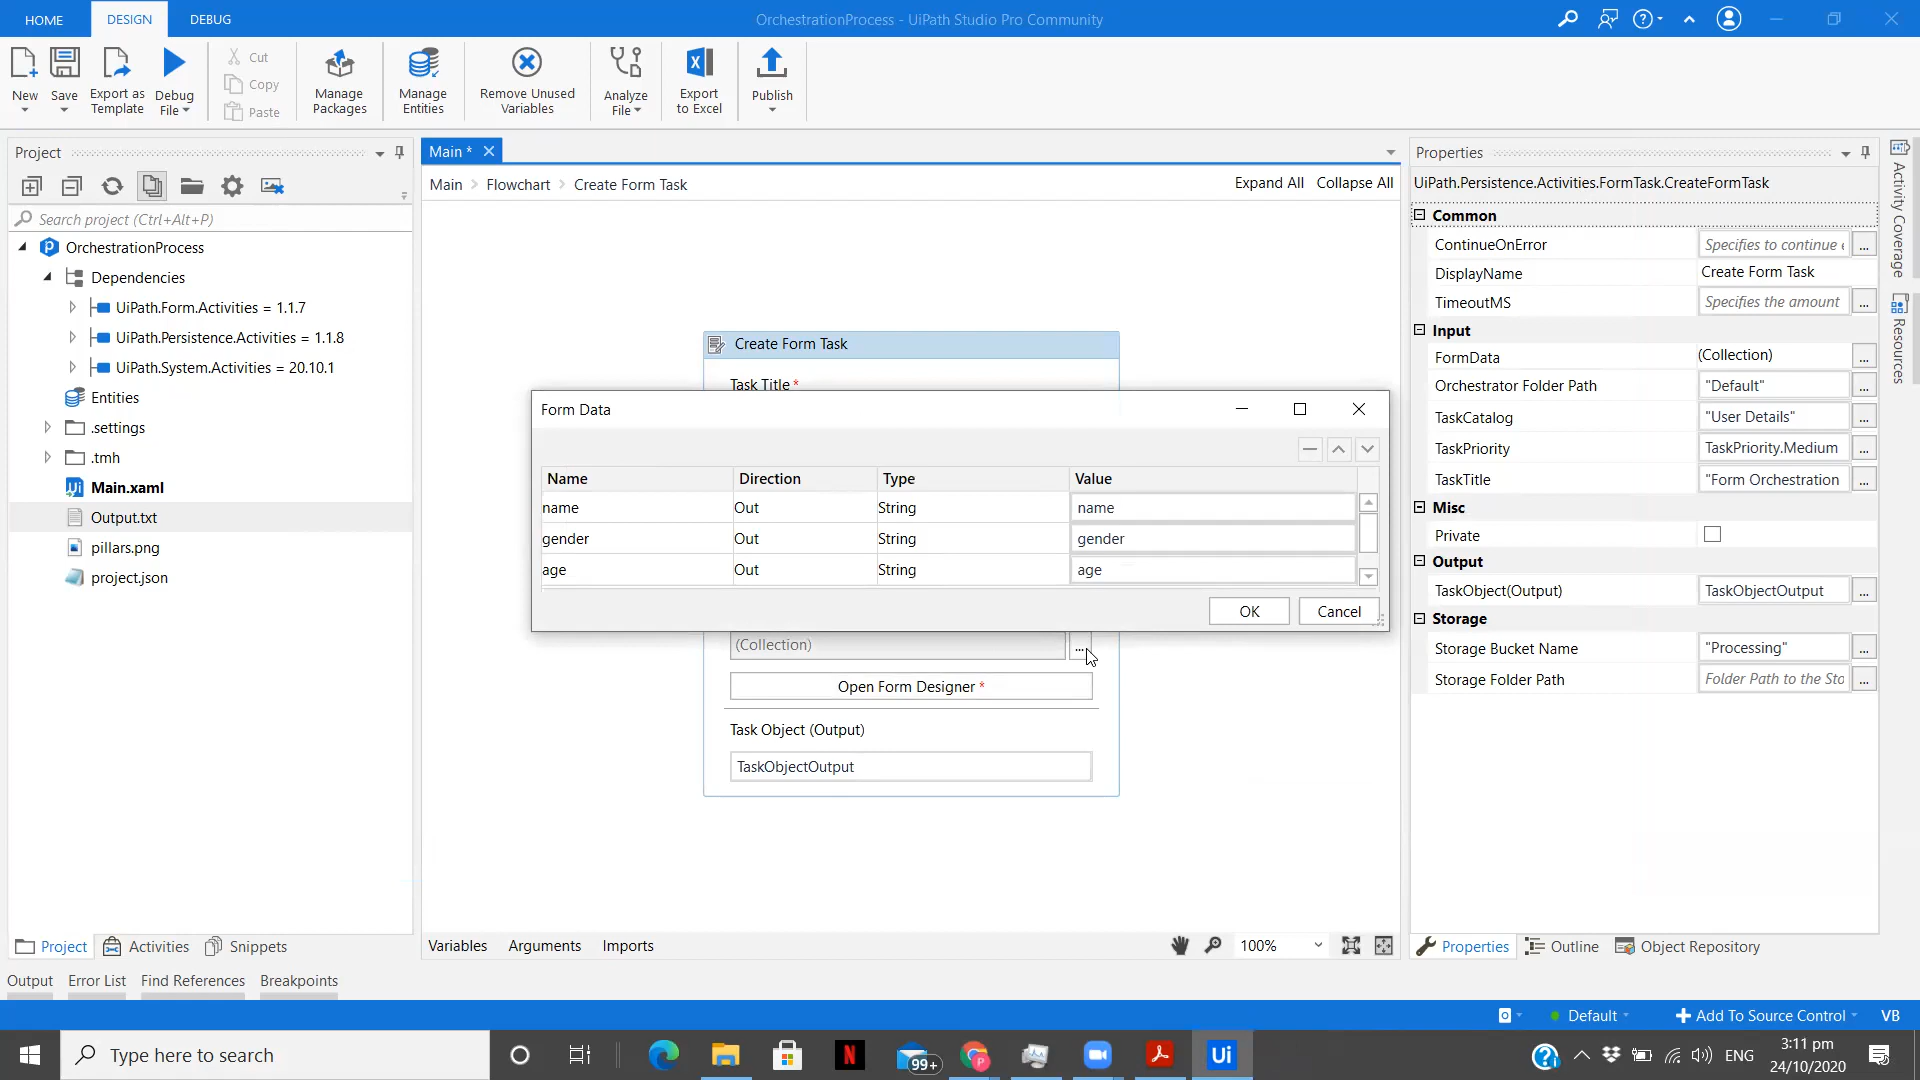 HOME
DESIGN
DEBUG
OrchestrationProcess - UiPath Studio Pro Community
New
Save
Export as Template
Debug File
Cut
Copy
Paste
Manage Packages
Manage Entities
Remove Unused Variables
Analyze File
Export to Excel
Publish
Project
Search project (Ctrl+Alt+P)
OrchestrationProcess
Dependencies
UiPath.Form.Activities = 1.1.7
UiPath.Persistence.Activities = 1.1.8
UiPath.System.Activities = 20.10.1
Entities
.settings
.tmh
Main.xaml
Output.txt
pillars.png
project.json
Project
Activities
Snippets
Main *
Main > Flowchart > Create Form Task
Expand All
Collapse All
Create Form Task
Task Title *
Form Data
Name Direction Type Value
name Out String name
gender Out String gender
age Out String age
OK
Cancel
(Collection)
...
Open Form Designer *
Task Object (Output)
TaskObjectOutput
Variables
Arguments
Imports
100%
Properties
UiPath.Persistence.Activities.FormTask.CreateFormTask
Common
ContinueOnError Specifies to continue e ...
DisplayName Create Form Task
TimeoutMS Specifies the amount ...
Input
FormData (Collection) ...
Orchestrator Folder Path "Default" ...
TaskCatalog "User Details" ...
TaskPriority TaskPriority.Medium ...
TaskTitle "Form Orchestration ...
Misc
Private
Output
TaskObject(Output) TaskObjectOutput ...
Storage
Storage Bucket Name "Processing" ...
Storage Folder Path Folder Path to the Sto ...
Properties
Outline
Object Repository
Activity Coverage
Resources
Output
Error List
Find References
Breakpoints
Default
Add To Source Control
VB
Type here to search
N
99+
P
Ui
ENG
3:11 pm
24/10/2020